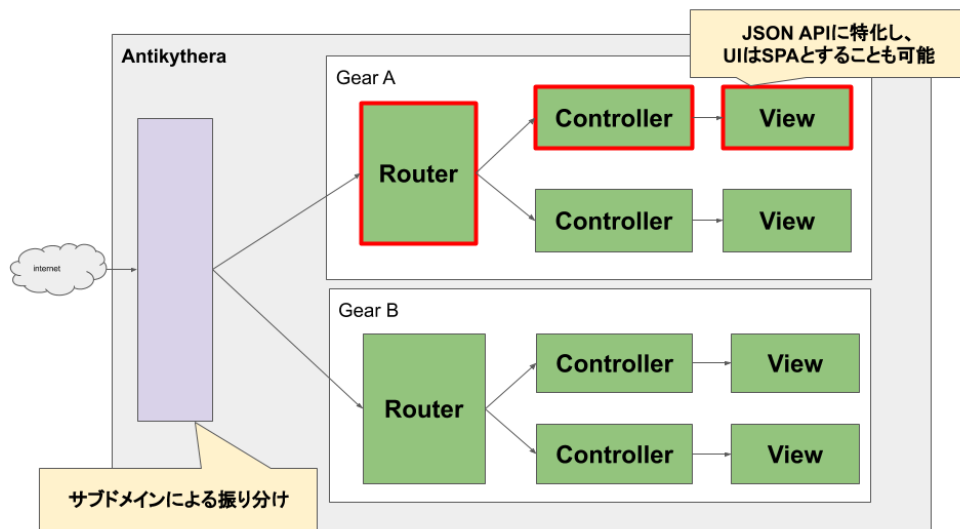 JSON APIに特化し、
UIはSPAとすることも可能
Antikythera
Gear A
Router
Controller
View
Controller
View
internet
Gear B
Router
Controller
View
Controller
View
サブドメインによる振り分け